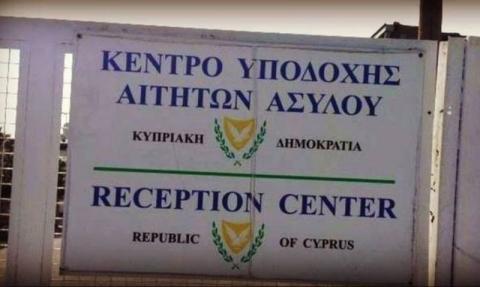 ΚΕΝΤΡΟ ΥΠΟΔΟΧΗΣ
ΑΙΤΗΤΩΝ ΑΣΥΛΟΥ
ΚΥΠΡΙΑΚΗ ΔΗΜΟΚΡΑΤΙΑ
RECEPTION CENTER
REPUBLIC OF CYPRUS